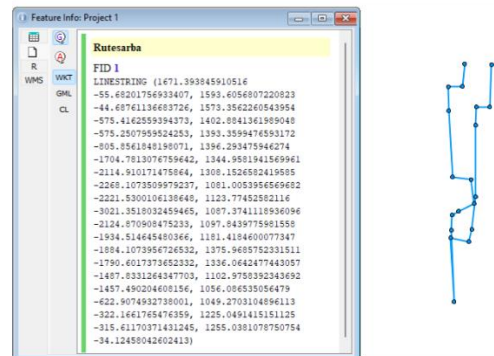 Feature Info: Project 1
R
WMS
WKT
GML
CL
Rutesarba
FID 1
LINESTRING (1671.393845910516
-55.68201756933407, 1593.6056807220823
-44.68761136683726, 1573.3562260543954
-575.4162559394373, 1402.8841361989048
-575.2507959524253, 1393.3599476593172
-805.8561848198071, 1396.293475946274
-1704.7813076759642, 1344.9581941569961
-2114.910171475864, 1308.1526582419585
-2268.1073509979237, 1081.0053956569682
-2221.5300106138648, 1123.77452582116
-3021.3518032459465, 1087.3741118936096
-2124.870908475233, 1097.8439775981558
-1934.514645480366, 1181.4184600077347
-1884.1073956726532, 1375.9685752331511
-1790.6017373652332, 1336.0642477443057
-1487.8331264347703, 1102.9758392343692
-1457.490204608156, 1056.086535056479
-622.9074932738001, 1049.2703104896113
-322.1661765476359, 1225.0491415151125
-315.61170371431245, 1255.0381078750754
-34.12458042602413)